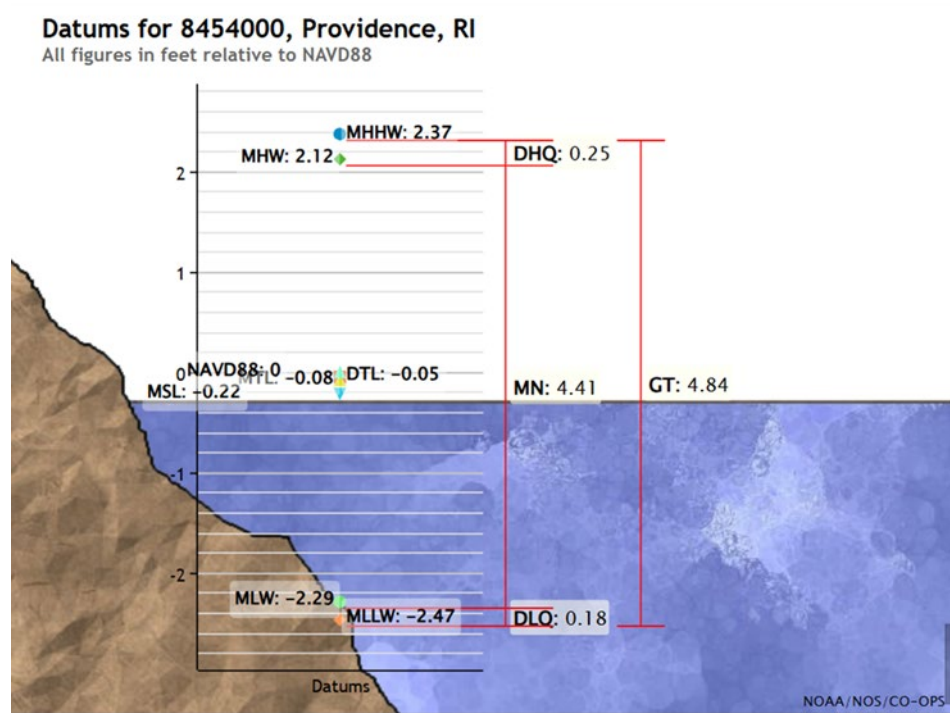 Datums for 8454000, Providence, RI
All figures in feet relative to NAVD88
MHHW: 2.37
MHW: 2.12
DHQ: 0.25
2
1
0
NAVD88: 0
MTL: −0.08
DTL: −0.05
MSL: −0.22
MN: 4.41
GT: 4.84
-1
-2
MLW: −2.29
MLLW: −2.47
DLQ: 0.18
Datums
NOAA/NOS/CO-OPS